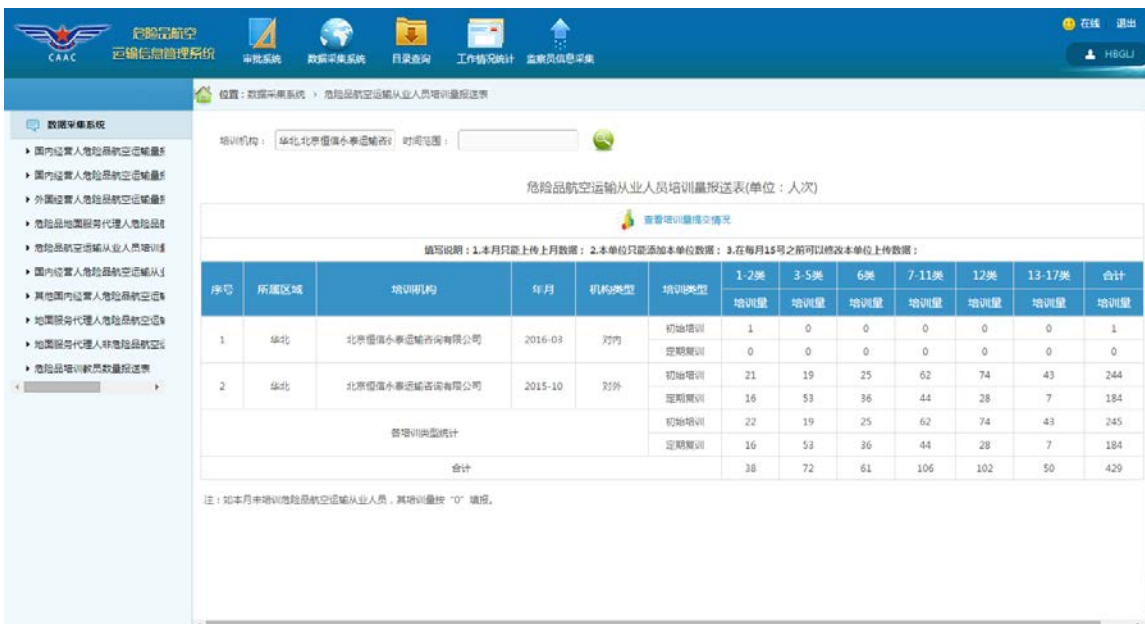 危险品航空
运输信息管理系统
CAAC
审批系统 数据采集系统 目录查询 工作情况统计 监察员信息采集
在线 退出
HBGLJ
位置：数据采集系统 › 危险品航空运输从业人员培训量报送表
数据采集系统
国内经营人危险品航空运输量
国内经营人危险品航空运输量
外国经营人危险品航空运输量
危险品地面服务代理人危险品
危险品航空运输从业人员培训
国内经营人危险品航空运输从
其他国内经营人危险品航空运
地面服务代理人危险品航空运
地面服务代理人非危险品航空
危险品培训教员数量报送表
培训机构： 华北,北京恒信永泰运输咨 时间范围：
危险品航空运输从业人员培训量报送表(单位：人次)
查看培训量提交情况
填写说明：1.本月只能上传上月数据； 2.本单位只能添加本单位数据； 3.在每月15号之前可以修改本单位上传数据；
序号 所属区域 培训机构 年月 机构类型 培训类型 1-2类 3-5类 6类 7-11类 12类 13-17类 合计
培训量 培训量 培训量 培训量 培训量 培训量 培训量
1 华北 北京恒信永泰运输咨询有限公司 2016-03 对内 初始培训 1 0 0 0 0 0 1
定期复训 0 0 0 0 0 0 0
2 华北 北京恒信永泰运输咨询有限公司 2015-10 对外 初始培训 21 19 25 62 74 43 244
定期复训 16 53 36 44 28 7 184
各培训类型统计 初始培训 22 19 25 62 74 43 245
定期复训 16 53 36 44 28 7 184
合计 38 72 61 106 102 50 429
注：如本月未培训危险品航空运输从业人员，其培训量按 "0" 填报。